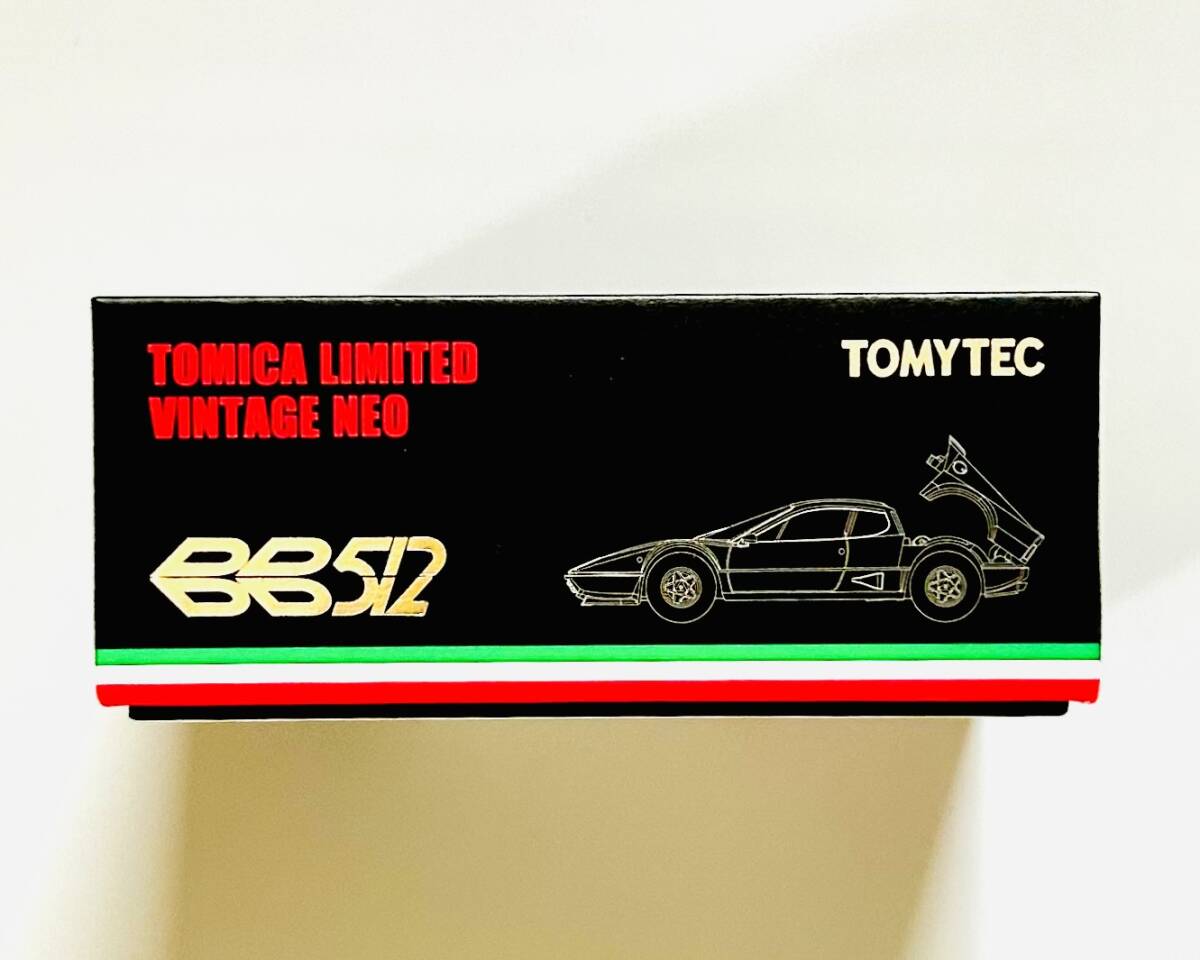 TOMICA LIMITED
VINTAGE NEO
TOMYTEC
BB512